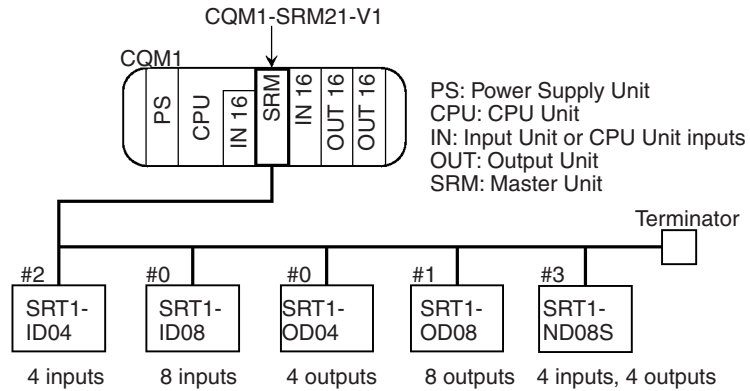 CQM1-SRM21-V1
CQM1
PS
CPU
IN 16
SRM
IN 16
OUT 16
OUT 16
PS: Power Supply Unit
CPU: CPU Unit
IN: Input Unit or CPU Unit inputs
OUT: Output Unit
SRM: Master Unit
Terminator
#2
#0
#0
#1
#3
SRT1-
ID04
SRT1-
ID08
SRT1-
OD04
SRT1-
OD08
SRT1-
ND08S
4 inputs
8 inputs
4 outputs
8 outputs
4 inputs, 4 outputs